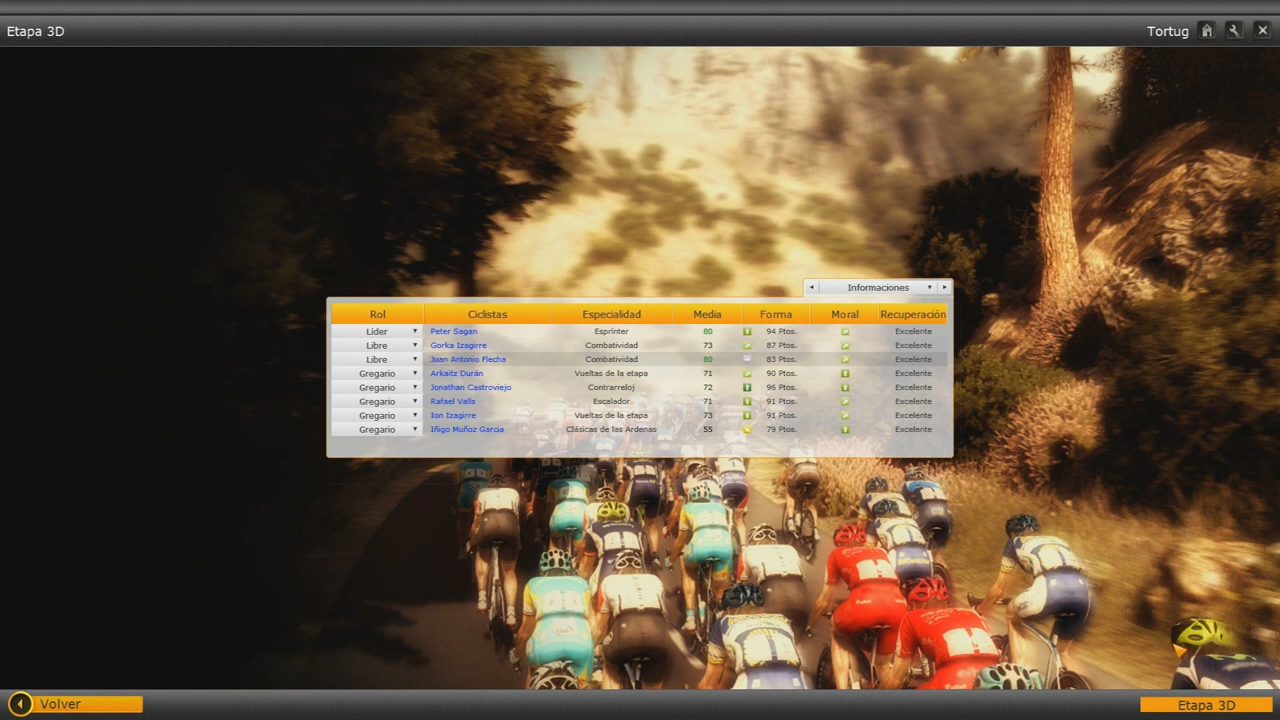 Etapa 3D Tortug
Informaciones
Rol Ciclistas Especialidad Media Forma Moral Recuperación
Líder Peter Sagan Esprínter 80 94 Ptos. Excelente
Libre Gorka Izagirre Combatividad 73 87 Ptos. Excelente
Libre Juan Antonio Flecha Combatividad 80 83 Ptos. Excelente
Gregario Arkaitz Durán Vueltas de la etapa 71 90 Ptos. Excelente
Gregario Jonathan Castroviejo Contrarreloj 72 96 Ptos. Excelente
Gregario Rafael Valls Escalador 71 91 Ptos. Excelente
Gregario Ion Izagirre Vueltas de la etapa 73 91 Ptos. Excelente
Gregario Iñigo Muñoz Garcia Clásicas de las Ardenas 55 79 Ptos. Excelente
Volver Etapa 3D